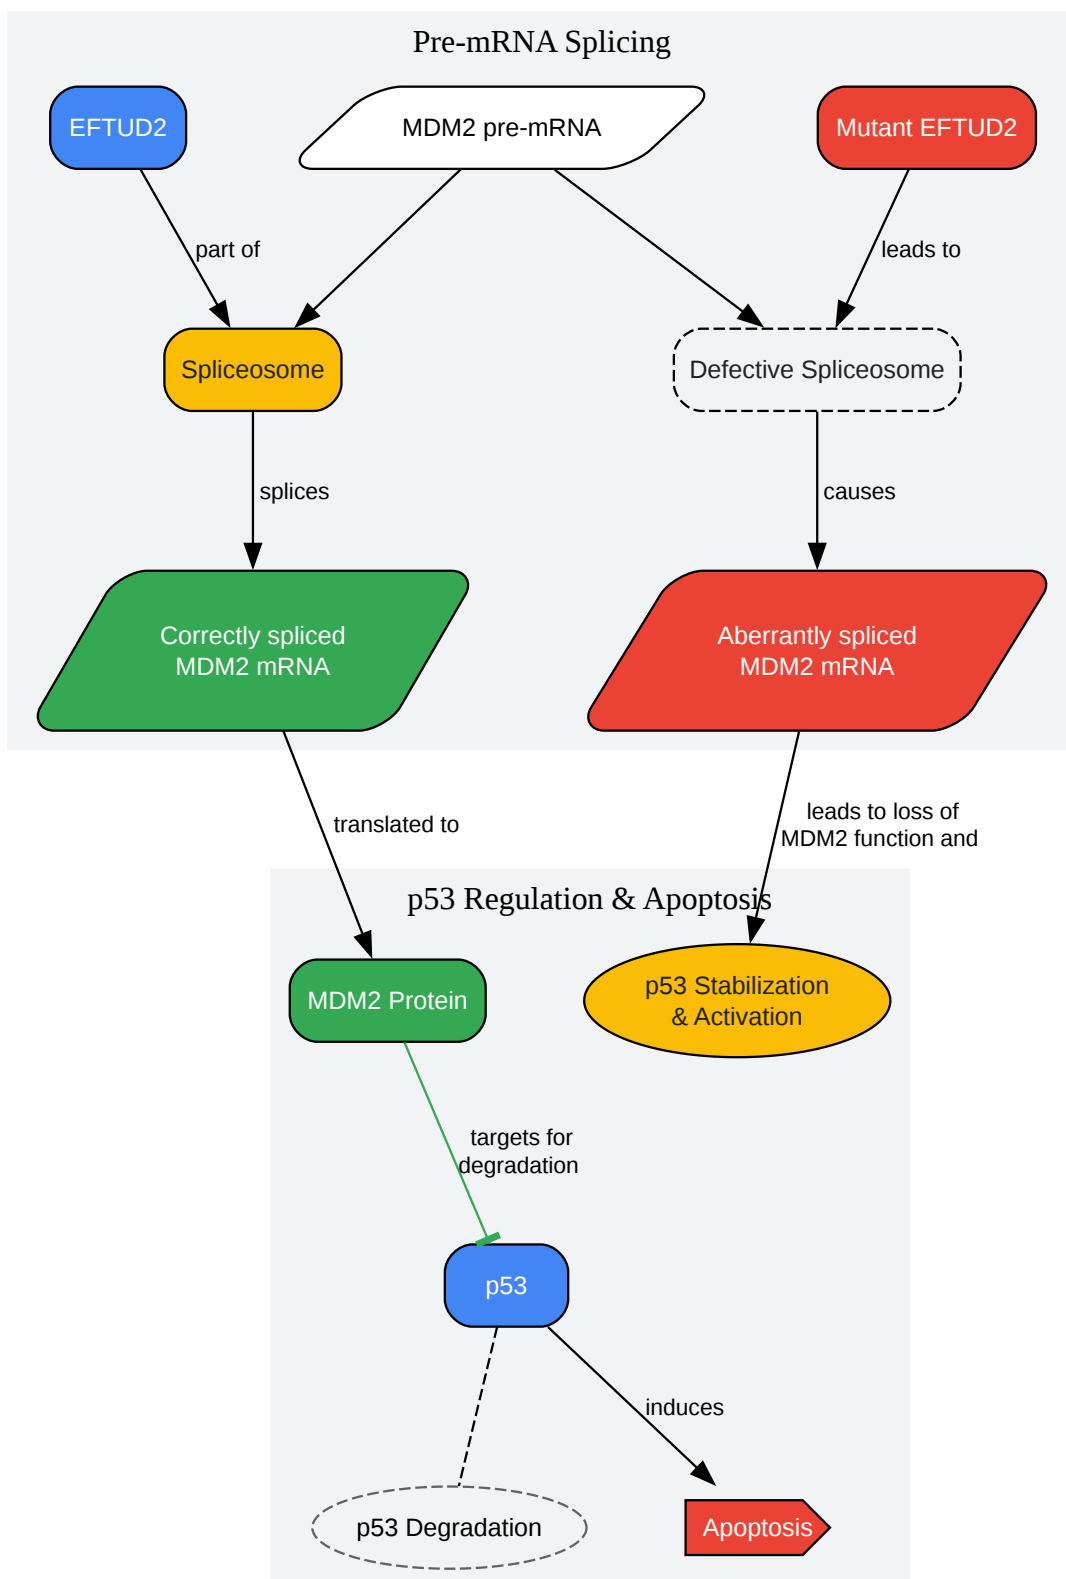 Pre-mRNA Splicing
EFTUD2
MDM2 pre-mRNA
Mutant EFTUD2
part of
leads to
Spliceosome
Defective Spliceosome
splices
causes
Correctly spliced
MDM2 mRNA
Aberrantly spliced
MDM2 mRNA
translated to
leads to loss of
MDM2 function and
p53 Regulation & Apoptosis
MDM2 Protein
p53 Stabilization
& Activation
targets for
degradation
p53
induces
p53 Degradation
Apoptosis